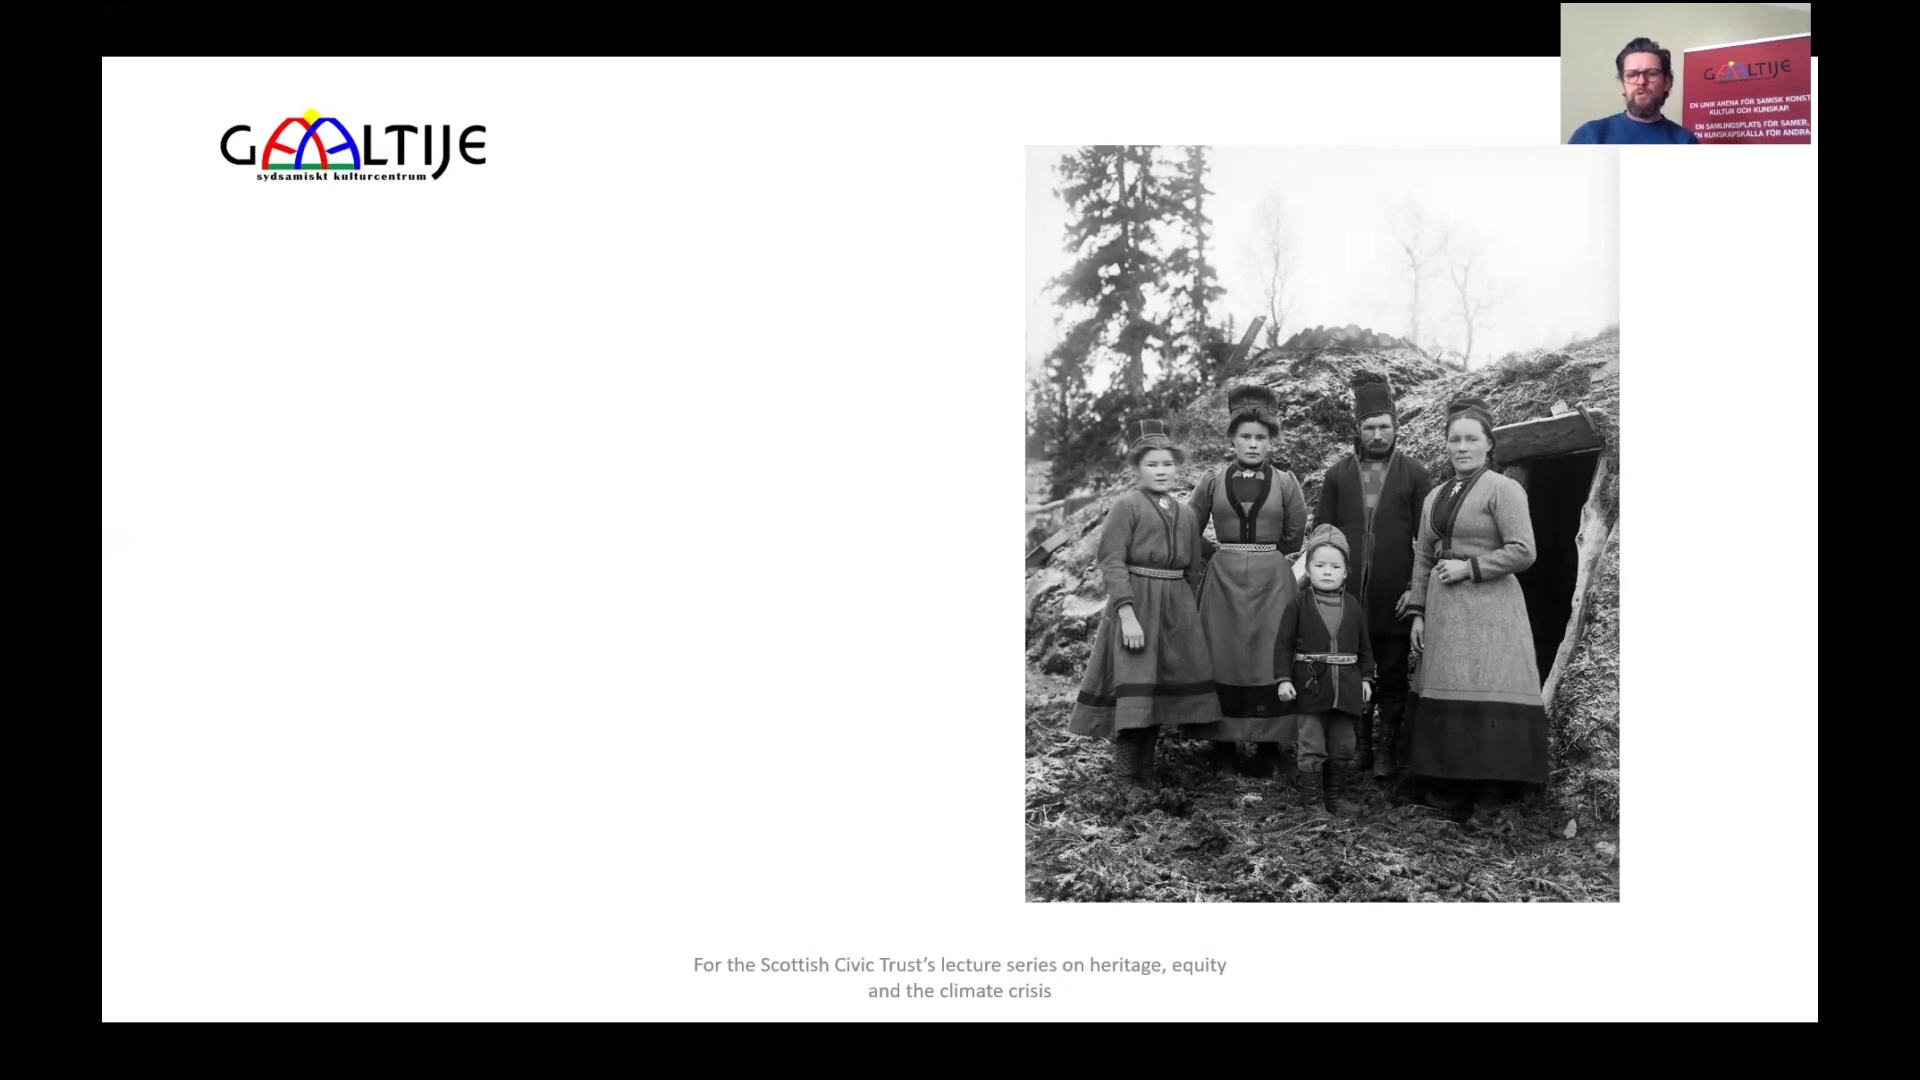 GAALTIJE
sydsamiskt kulturcentrum
GAALTIJE
EN UNIK ARENA FÖR SAMISK KONST
KULTUR OCH KUNSKAP.
EN SAMLINGSPLATS FÖR SAMER,
EN KUNSKAPSKÄLLA FÖR ANDRA
For the Scottish Civic Trust’s lecture series on heritage, equity
and the climate crisis